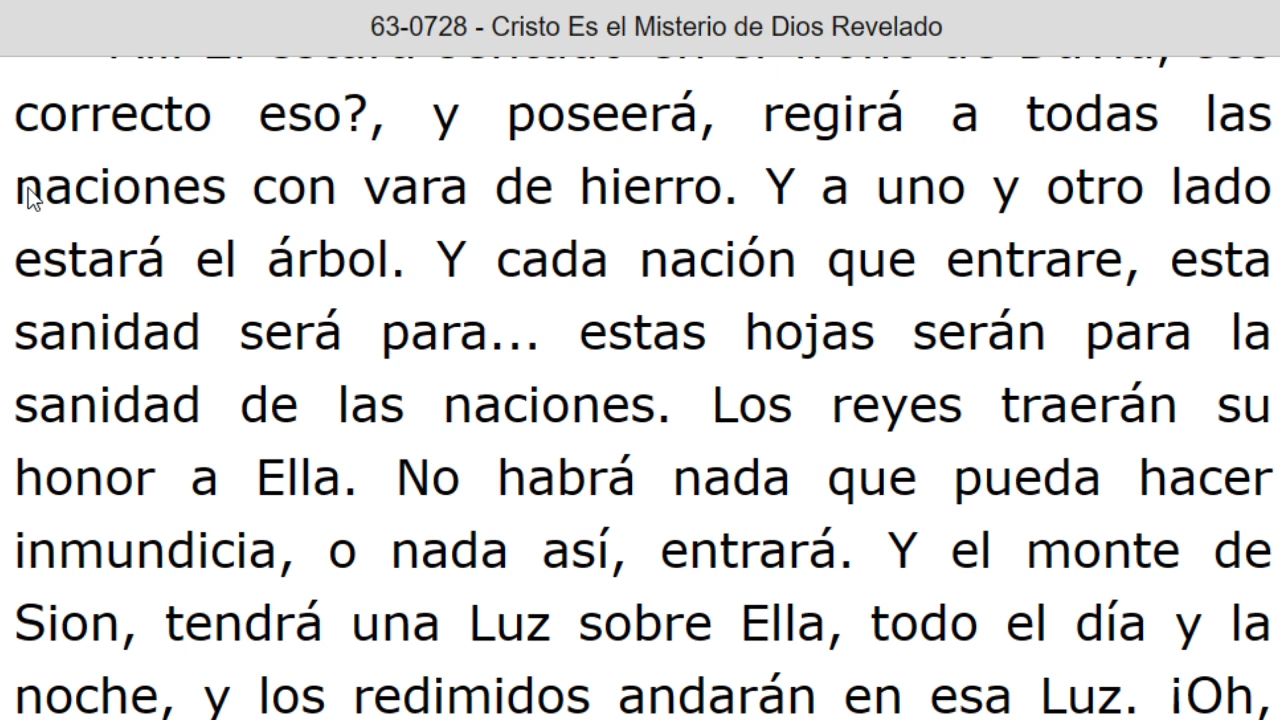 63-0728 - Cristo Es el Misterio de Dios Revelado
correcto eso?, y poseerá, regirá a todas las
naciones con vara de hierro. Y a uno y otro lado
estará el árbol. Y cada nación que entrare, esta
sanidad será para… estas hojas serán para la
sanidad de las naciones. Los reyes traerán su
honor a Ella. No habrá nada que pueda hacer
inmundicia, o nada así, entrará. Y el monte de
Sion, tendrá una Luz sobre Ella, todo el día y la
noche, y los redimidos andarán en esa Luz. ¡Oh,